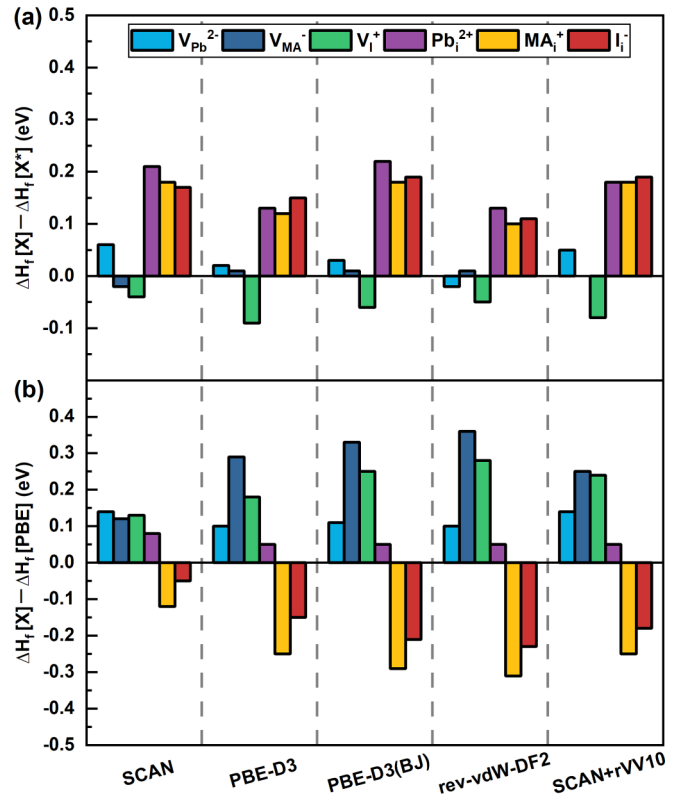 (a)
V_Pb^2- V_MA^- V_I^+ Pb_i^2+ MA_i^+ I_i^-
ΔH_f [X] − ΔH_f [X*] (eV)
0.5
0.4
0.3
0.2
0.1
0.0
-0.1
(b)
ΔH_f [X] − ΔH_f [PBE] (eV)
0.4
0.3
0.2
0.1
0.0
-0.1
-0.2
-0.3
-0.4
-0.5
SCAN PBE-D3 PBE-D3(BJ) rev-vdW-DF2 SCAN+rVV10